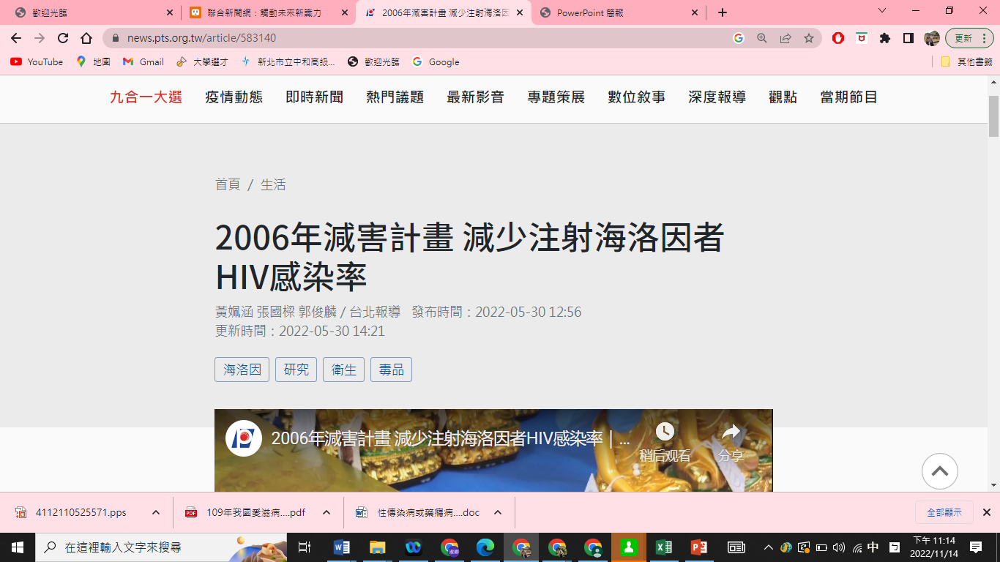 歡迎光臨
聯合新聞網：觸動未來新識力
2006年減害計畫 減少注射海洛因
PowerPoint 簡報
news.pts.org.tw/article/583140
更新
YouTube
地圖
Gmail
大學選才
新北市立中和高級...
歡迎光臨
Google
其他書籤
九合一大選
疫情動態
即時新聞
熱門議題
最新影音
專題策展
數位敘事
深度報導
觀點
當期節目
首頁 / 生活
2006年減害計畫 減少注射海洛因者
HIV感染率
黃姵涵 張國樑 郭俊麟 / 台北報導 發布時間：2022-05-30 12:56
更新時間：2022-05-30 14:21
海洛因
研究
衛生
毒品
2006年減害計畫 減少注射海洛因者HIV感染率｜...
稍后观看
分享
4112110525571.pps
109年我國愛滋病....pdf
性傳染病或藥癮病....doc
全部顯示
在這裡輸入文字來搜尋
中
下午 11:14
2022/11/14